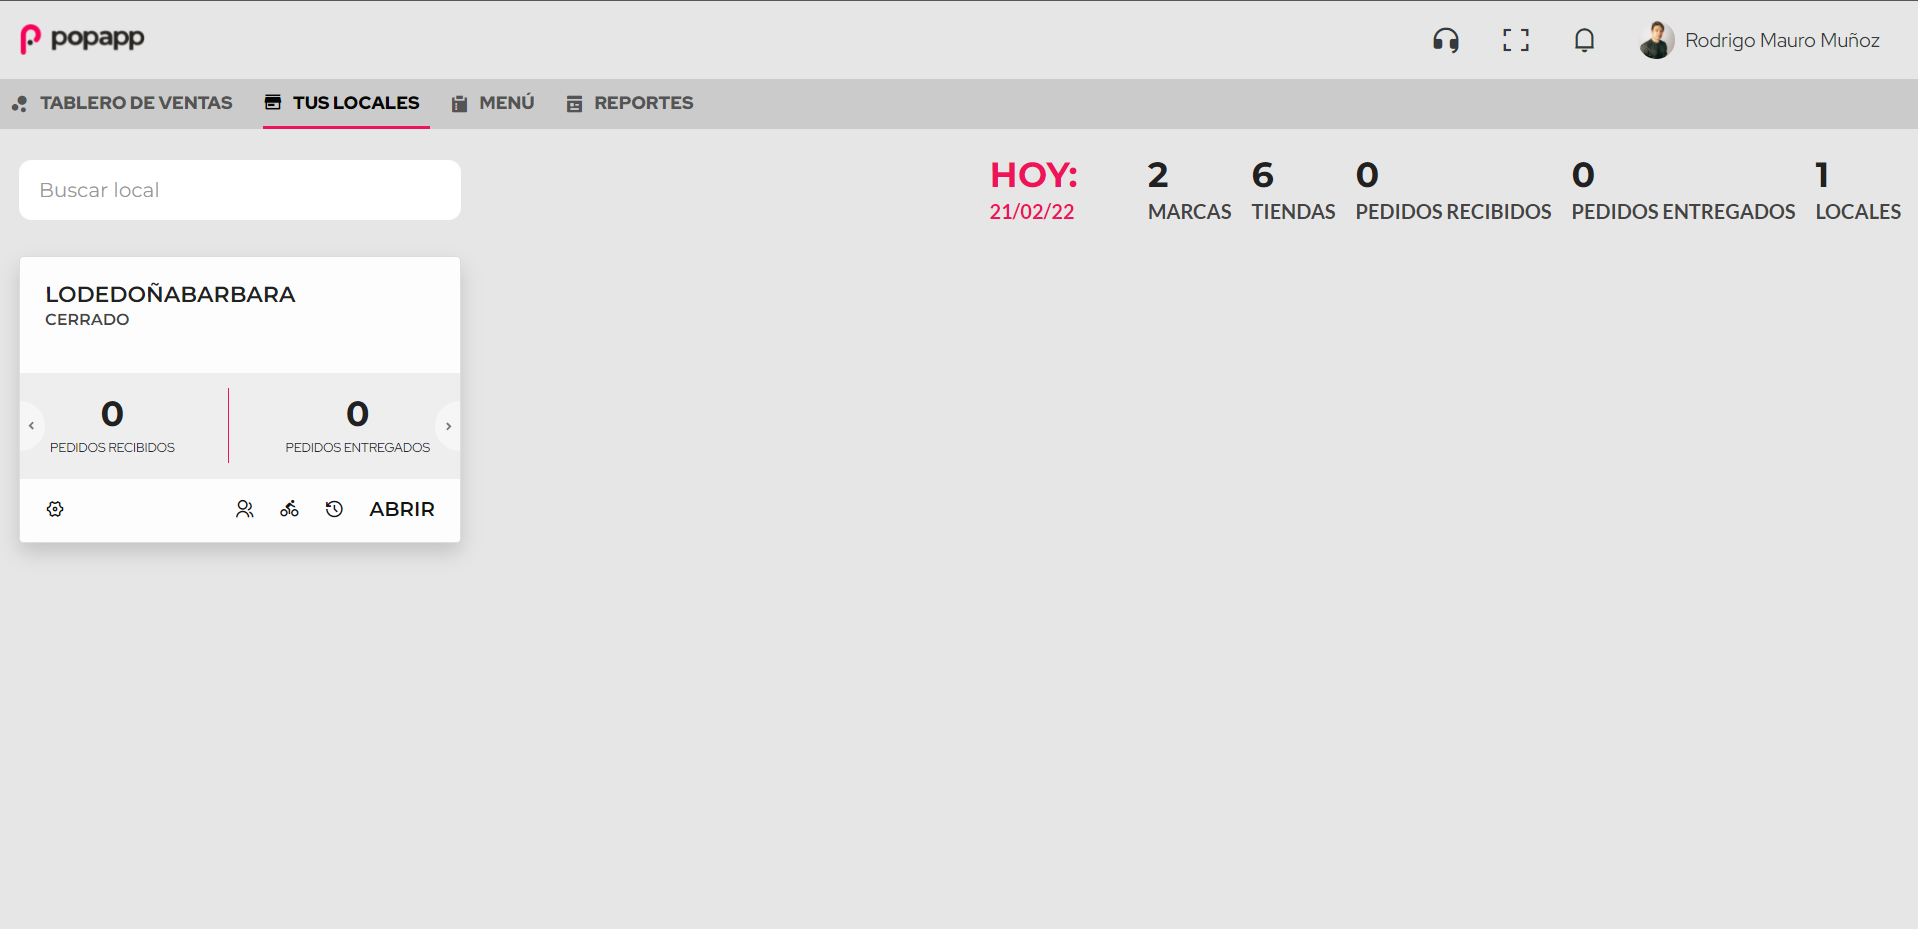 popapp
Rodrigo Mauro Muñoz
TABLERO DE VENTAS TUS LOCALES MENÚ REPORTES
Buscar local
HOY: 2 6 0 0 1
21/02/22 MARCAS TIENDAS PEDIDOS RECIBIDOS PEDIDOS ENTREGADOS LOCALES
LODEDOÑABARBARA
CERRADO
0 0
PEDIDOS RECIBIDOS PEDIDOS ENTREGADOS
ABRIR